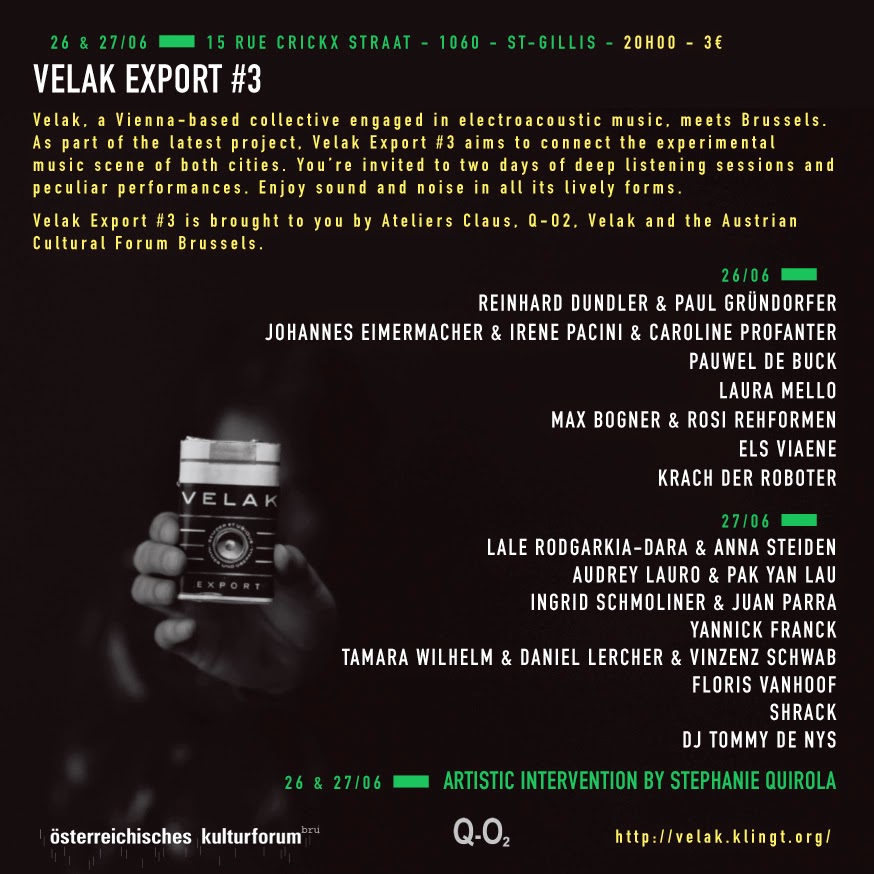 26 & 27/06 15 RUE CRICKX STRAAT - 1060 - ST-GILLIS - 20H00 - 3€
VELAK EXPORT #3
Velak, a Vienna-based collective engaged in electroacoustic music, meets Brussels.
As part of the latest project, Velak Export #3 aims to connect the experimental
music scene of both cities. You're invited to two days of deep listening sessions and
peculiar performances. Enjoy sound and noise in all its lively forms.
Velak Export #3 is brought to you by Ateliers Claus, Q-O2, Velak and the Austrian
Cultural Forum Brussels.
26/06
REINHARD DUNDLER & PAUL GRÜNDORFER
JOHANNES EIMERMACHER & IRENE PACINI & CAROLINE PROFANTER
PAUWEL DE BUCK
LAURA MELLO
MAX BOGNER & ROSI REHFORMEN
ELS VIAENE
KRACH DER ROBOTER
VELAK
EXPORT
27/06
LALE RODGARKIA-DARA & ANNA STEIDEN
AUDREY LAURO & PAK YAN LAU
INGRID SCHMOLINER & JUAN PARRA
YANNICK FRANCK
TAMARA WILHELM & DANIEL LERCHER & VINZENZ SCHWAB
FLORIS VANHOOF
SHRACK
DJ TOMMY DE NYS
26 & 27/06 ARTISTIC INTERVENTION BY STEPHANIE QUIROLA
österreichisches kulturforum bru
Q-O2
http://velak.klingt.org/